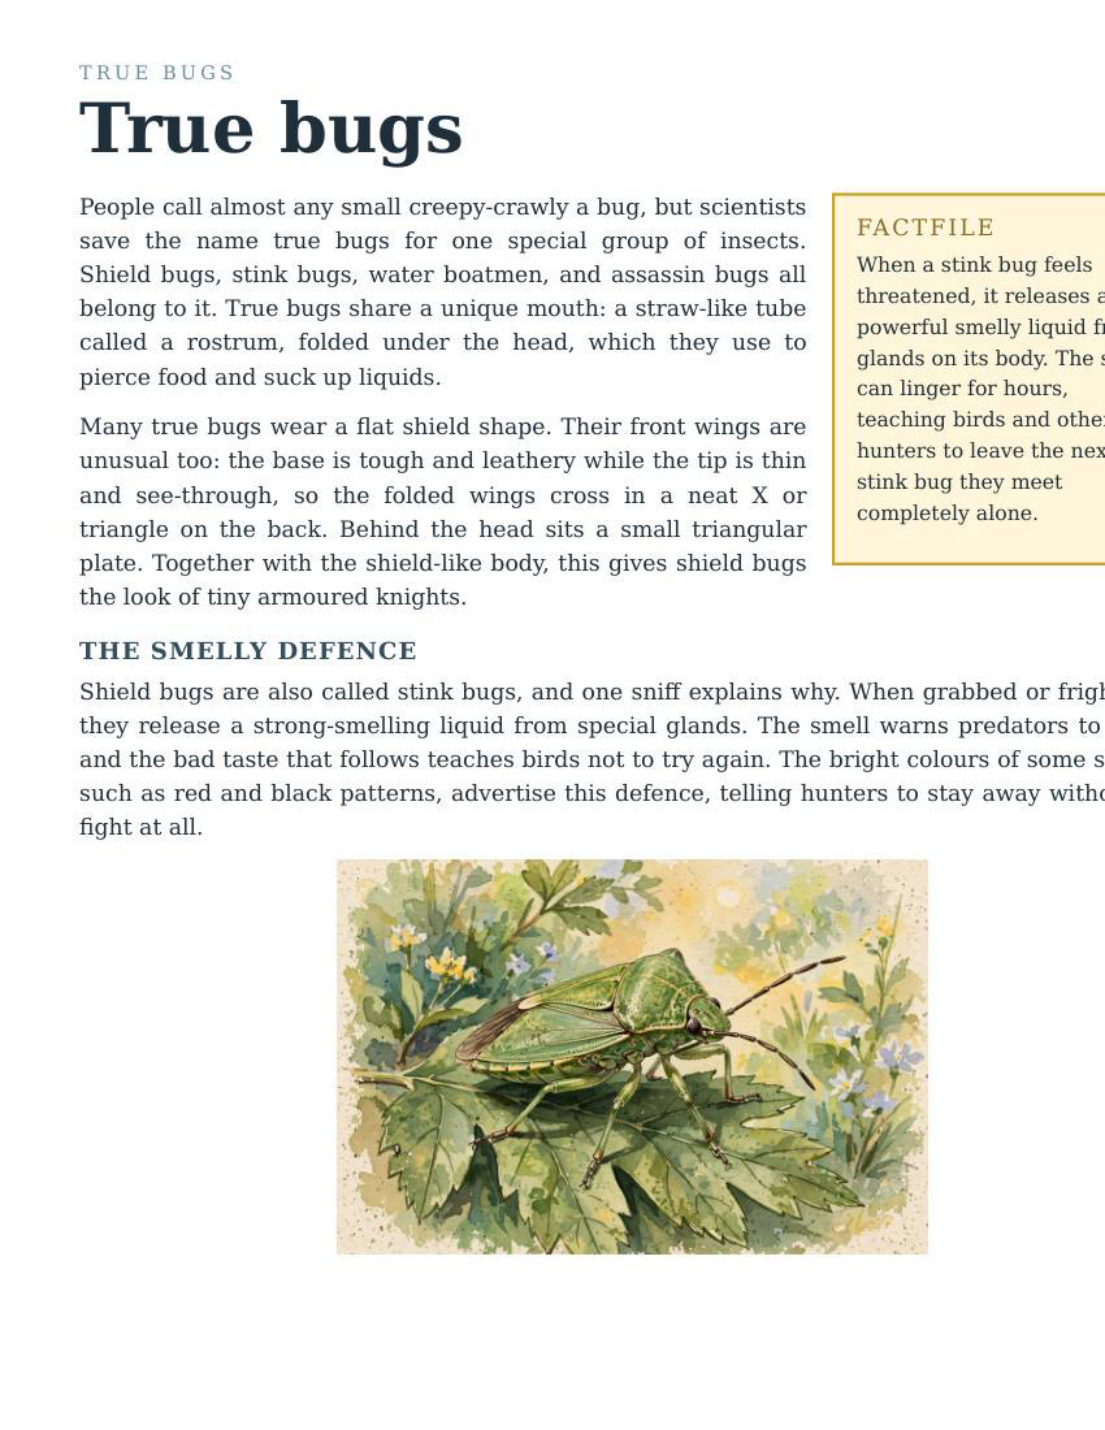 TRUE BUGS
True bugs
People call almost any small creepy-crawly a bug, but scientists
save the name true bugs for one special group of insects.
Shield bugs, stink bugs, water boatmen, and assassin bugs all
belong to it. True bugs share a unique mouth: a straw-like tube
called a rostrum, folded under the head, which they use to
pierce food and suck up liquids.
Many true bugs wear a flat shield shape. Their front wings are
unusual too: the base is tough and leathery while the tip is thin
and see-through, so the folded wings cross in a neat X or
triangle on the back. Behind the head sits a small triangular
plate. Together with the shield-like body, this gives shield bugs
the look of tiny armoured knights.
FACTFILE
When a stink bug feels
threatened, it releases
powerful smelly liquid
glands on its body. The
can linger for hours,
teaching birds and
hunters to leave the
stink bug they meet
completely alone.
THE SMELLY DEFENCE
Shield bugs are also called stink bugs, and one sniff explains why. When grabbed or
they release a strong-smelling liquid from special glands. The smell warns predators to
and the bad taste that follows teaches birds not to try again. The bright colours of some
such as red and black patterns, advertise this defence, telling hunters to stay away
fight at all.